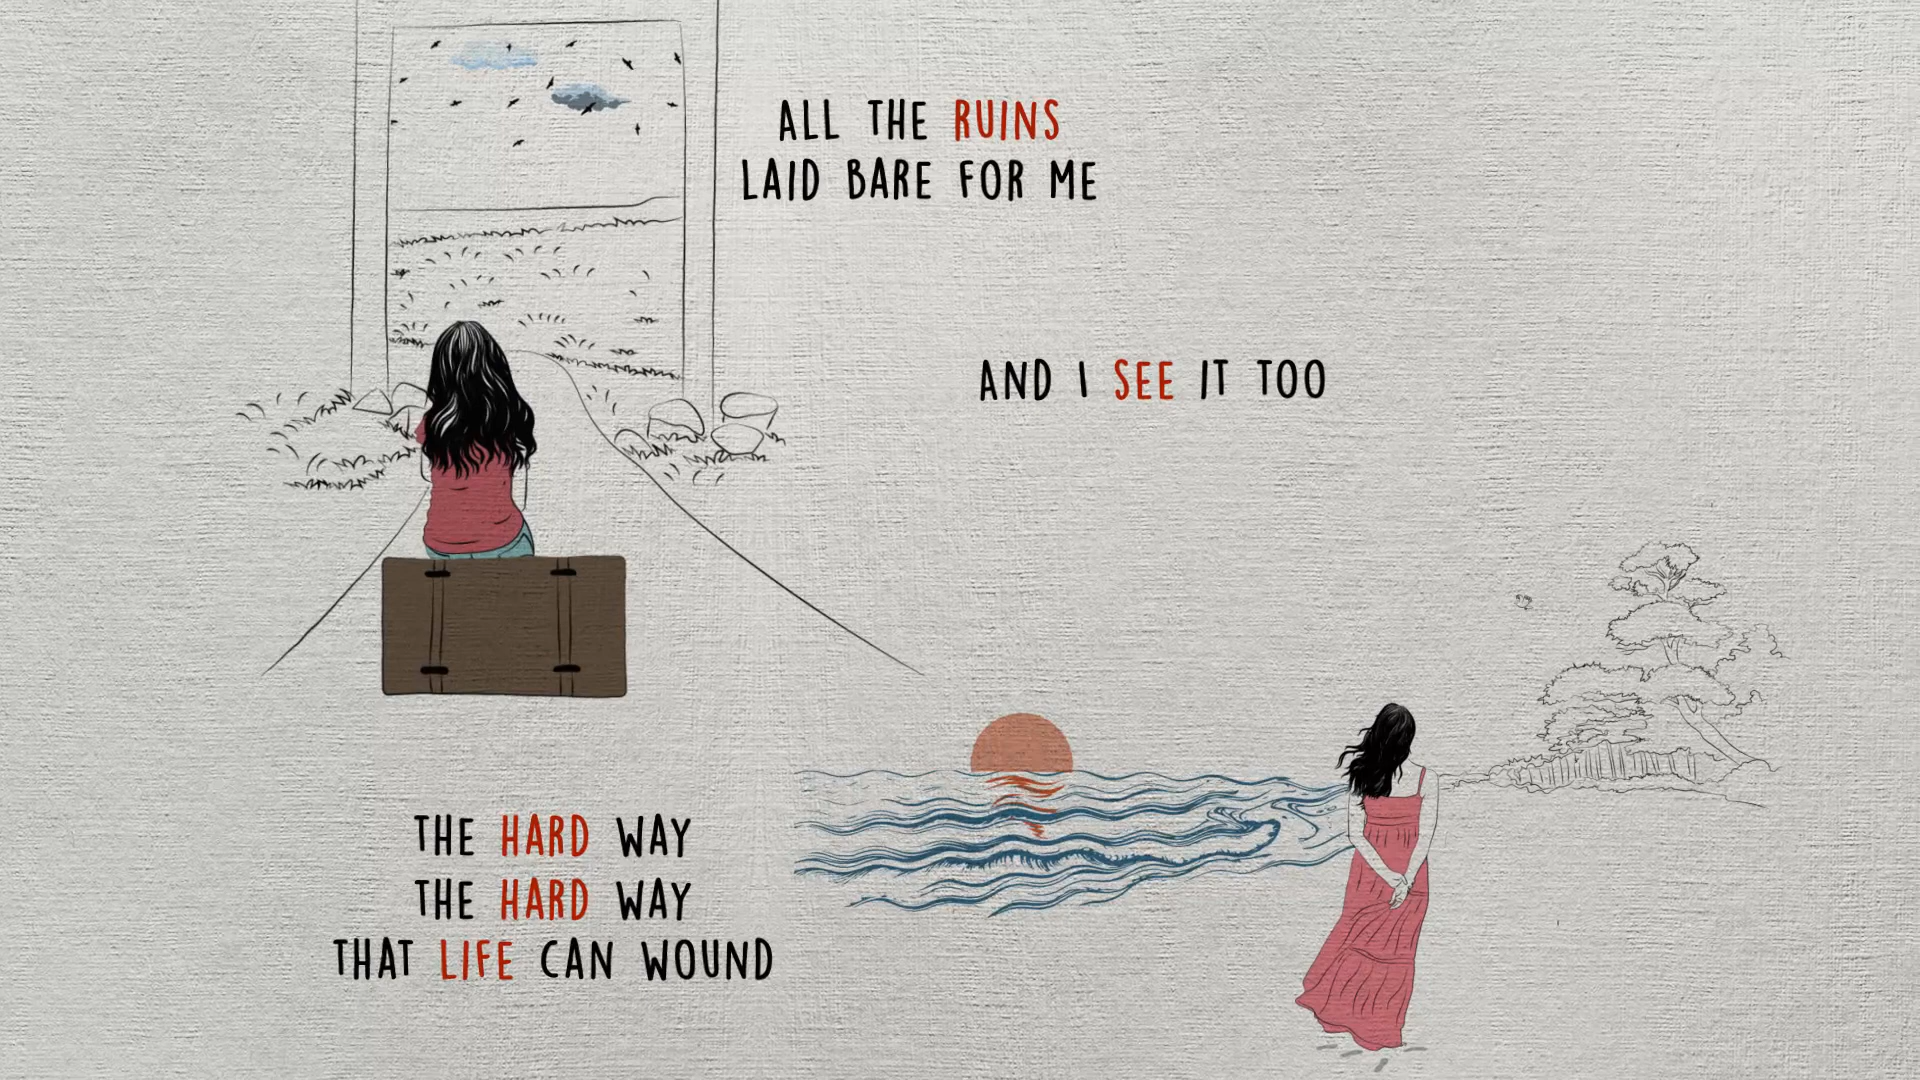 ALL THE RUINS
LAID BARE FOR ME
AND I SEE IT TOO
THE HARD WAY
THE HARD WAY
THAT LIFE CAN WOUND